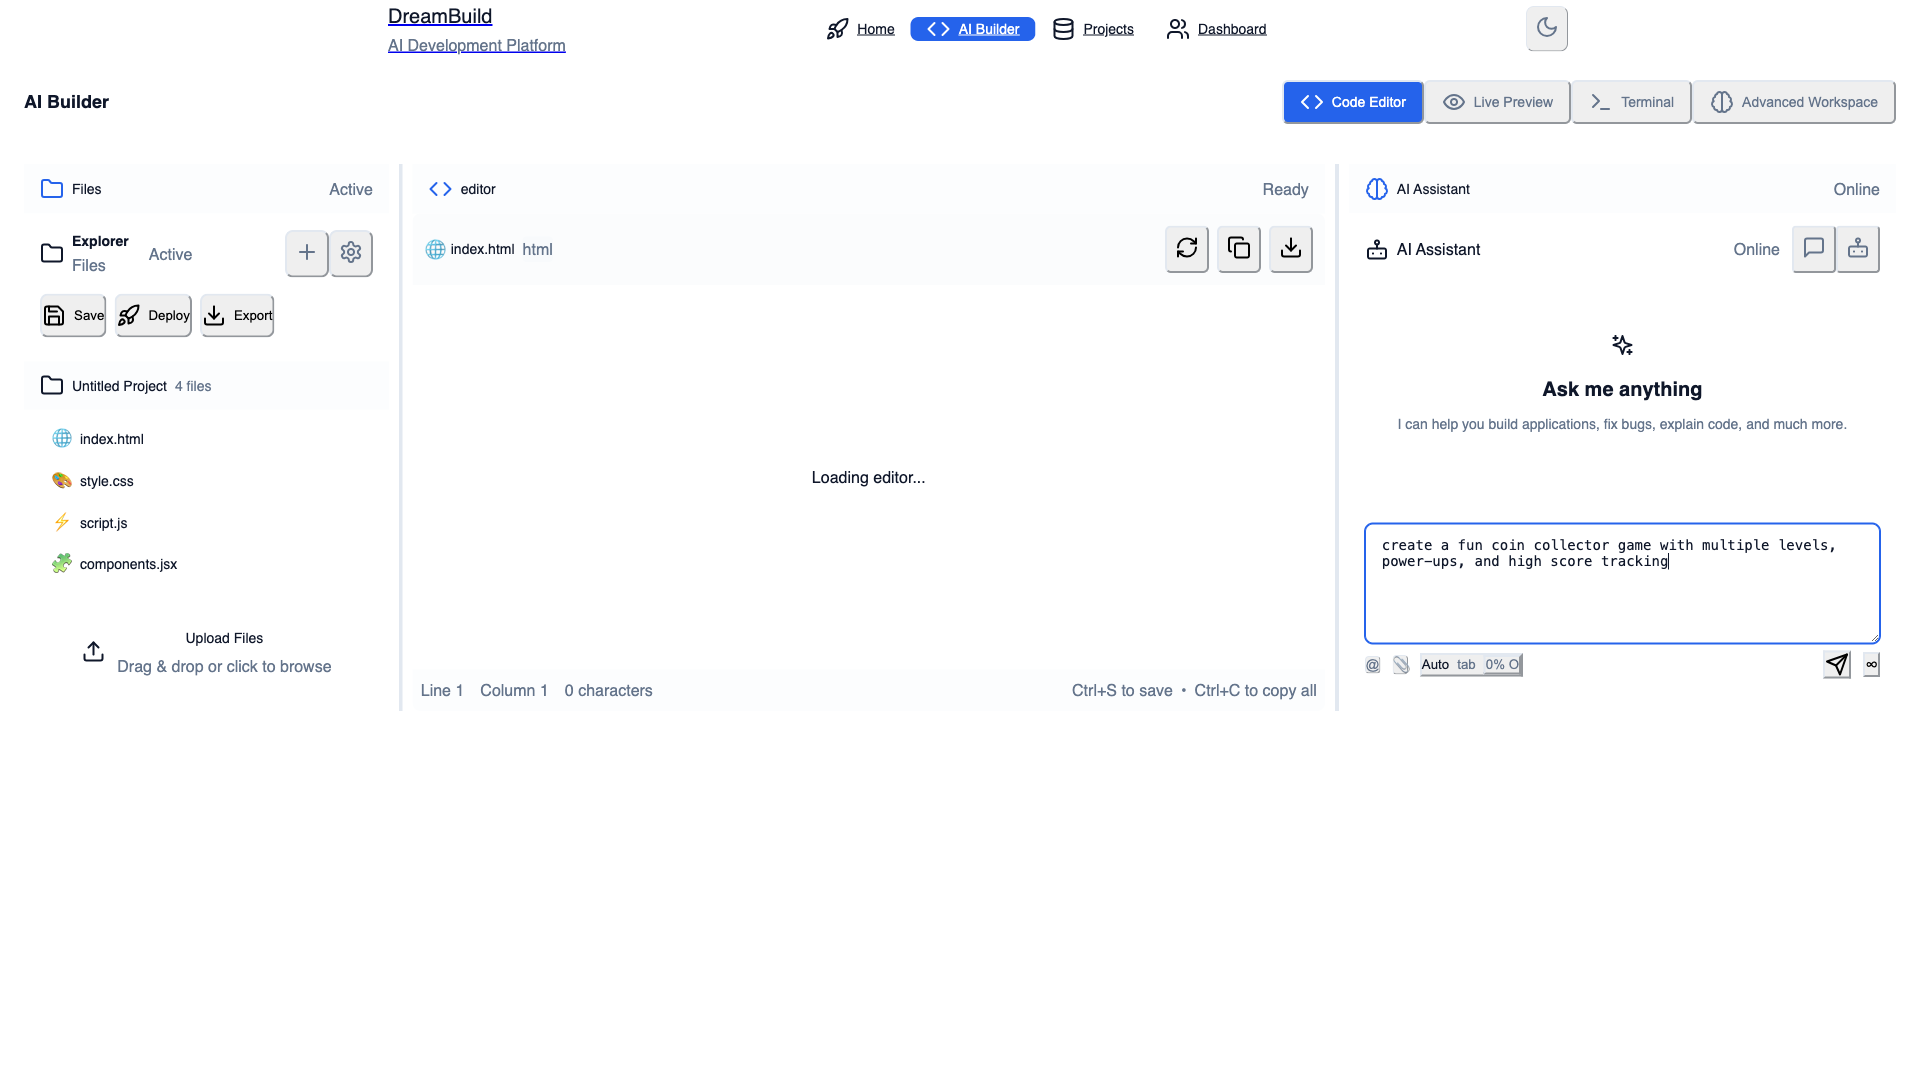 DreamBuild
AI Development Platform
Home
AI Builder
Projects
Dashboard
AI Builder
Code Editor
Live Preview
Terminal
Advanced Workspace
Files
Active
Explorer
Files
Active
Save
Deploy
Export
Untitled Project 4 files
index.html
style.css
script.js
components.jsx
Upload Files
Drag & drop or click to browse
editor
Ready
index.html html
Loading editor...
Line 1 Column 1 0 characters
Ctrl+S to save • Ctrl+C to copy all
AI Assistant
Online
AI Assistant
Online
Ask me anything
I can help you build applications, fix bugs, explain code, and much more.
create a fun coin collector game with multiple levels,
power-ups, and high score tracking
@
Auto tab 0% O
∞